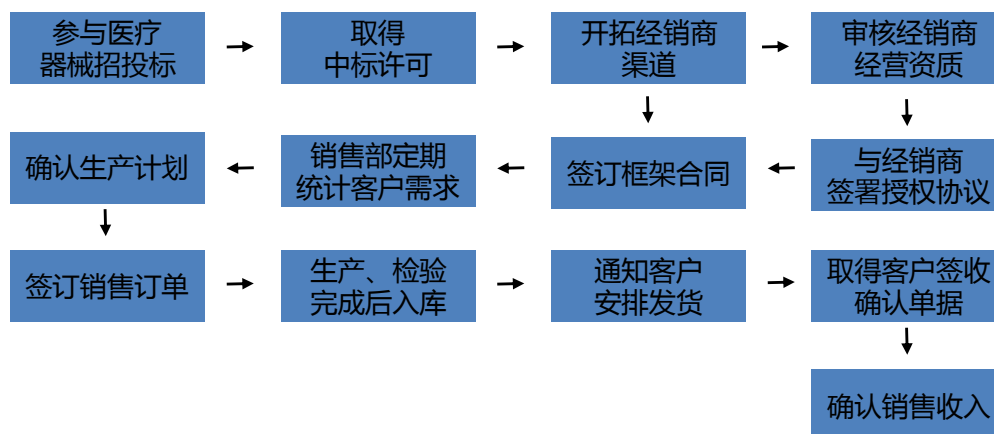 参与医疗
器械招投标
取得
中标许可
开拓经销商
渠道
审核经销商
经营资质
确认生产计划
销售部定期
统计客户需求
签订框架合同
与经销商
签署授权协议
签订销售订单
生产、检验
完成后入库
通知客户
安排发货
取得客户签收
确认单据
确认销售收入